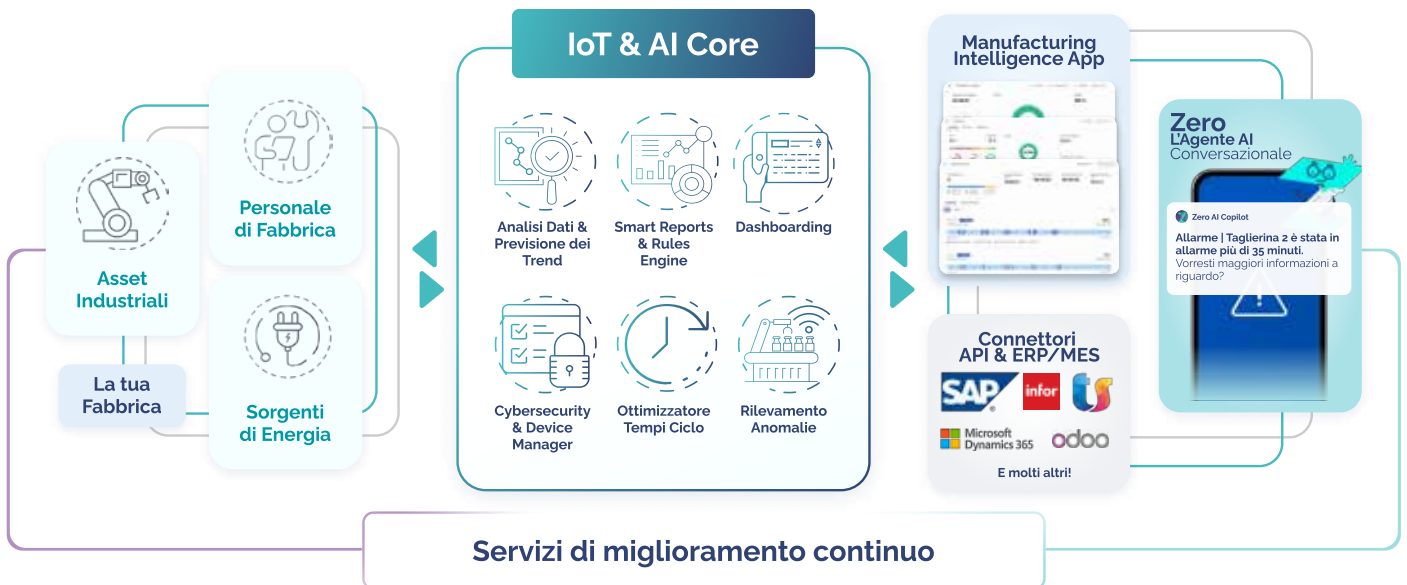 Asset
Industriali
Personale
di Fabbrica
Sorgenti
di Energia
La tua
Fabbrica
IoT & AI Core
Analisi Dati &
Previsione dei
Trend
Smart Reports
& Rules
Engine
Dashboarding
Cybersecurity
& Device
Manager
Ottimizzatore
Tempi Ciclo
Rilevamento
Anomalie
Manufacturing
Intelligence App
Connettori
API & ERP/MES
SAP
infor
TS
Microsoft
Dynamics 365
odoo
E molti altri!
Zero
L'Agente AI
Conversazionale
Zero AI Copilot
Allarme | Taglierina 2 è stata in
allarme più di 35 minuti.
Vorresti maggiori informazioni a
riguardo?
Servizi di miglioramento continuo